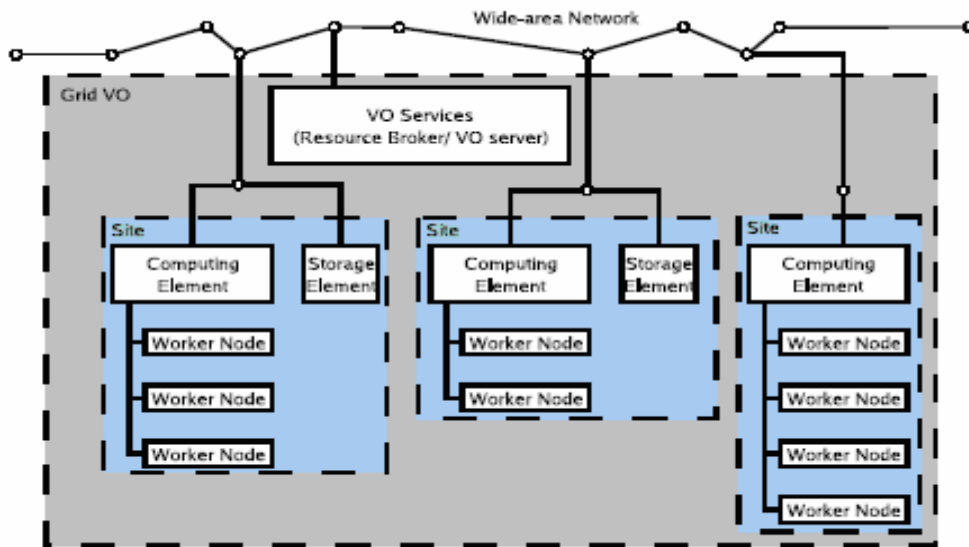 Wide-area Network
Grid VO
VO Services
(Resource Broker/ VO server)
Site
Computing
Element
Storage
Element
Worker Node
Worker Node
Worker Node
Site
Computing
Element
Storage
Element
Worker Node
Worker Node
Site
Computing
Element
Worker Node
Worker Node
Worker Node
Worker Node